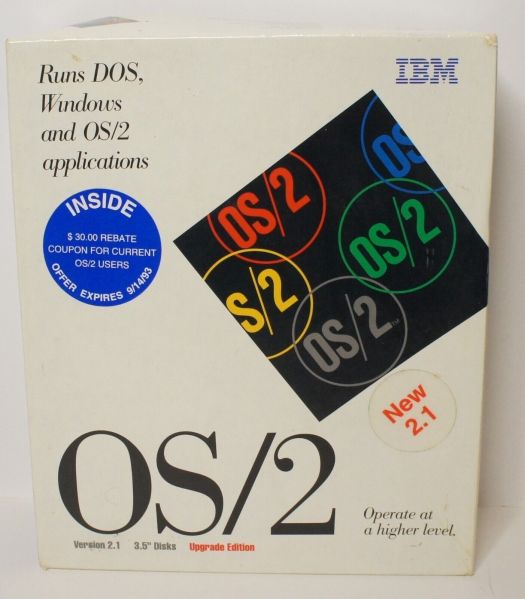 Runs DOS,
Windows
and OS/2
applications
IBM
INSIDE
$ 30.00 REBATE
COUPON FOR CURRENT
OS/2 USERS
OFFER EXPIRES 9/14/93
OS
OS/2
OS/2
S/2
OS/2™
New
2.1
OS/2
Operate at
a higher level.
Version 2.1 3.5" Disks Upgrade Edition